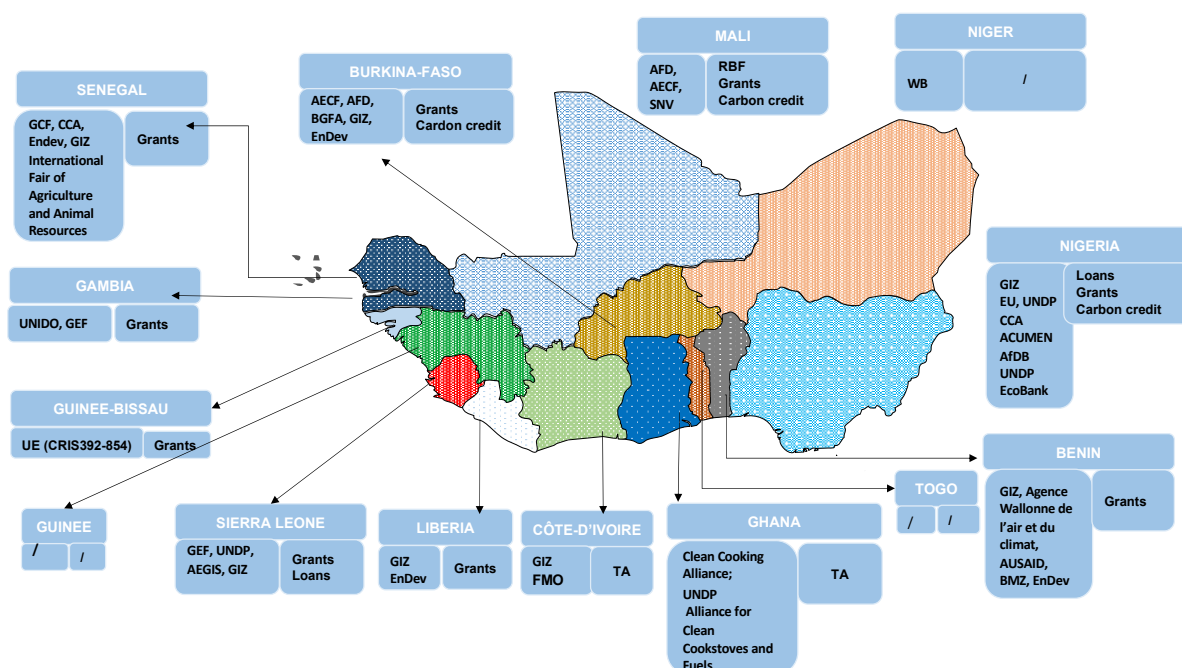 MALI
AFD,
AECF,
SNV
RBF
Grants
Carbon credit
NIGER
WB
/
BURKINA-FASO
AECF, AFD,
BGFA, GIZ,
EnDev
Grants
Cardon credit
SENEGAL
GCF, CCA,
Endev, GIZ
International
Fair of
Agriculture
and Animal
Resources
Grants
NIGERIA
GIZ
EU, UNDP
CCA
ACUMEN
AfDB
UNDP
EcoBank
Loans
Grants
Carbon credit
GAMBIA
UNIDO, GEF
Grants
GUINEE-BISSAU
UE (CRIS392-854)
Grants
BENIN
GIZ, Agence
Wallonne de
l’air et du
climat,
AUSAID,
BMZ, EnDev
Grants
TOGO
/
/
GUINEE
/
/
SIERRA LEONE
GEF, UNDP,
AEGIS, GIZ
Grants
Loans
LIBERIA
GIZ
EnDev
Grants
CÔTE-D’IVOIRE
GIZ
FMO
TA
GHANA
Clean Cooking
Alliance;
UNDP
Alliance for
Clean
Cookstoves and
Fuels
TA